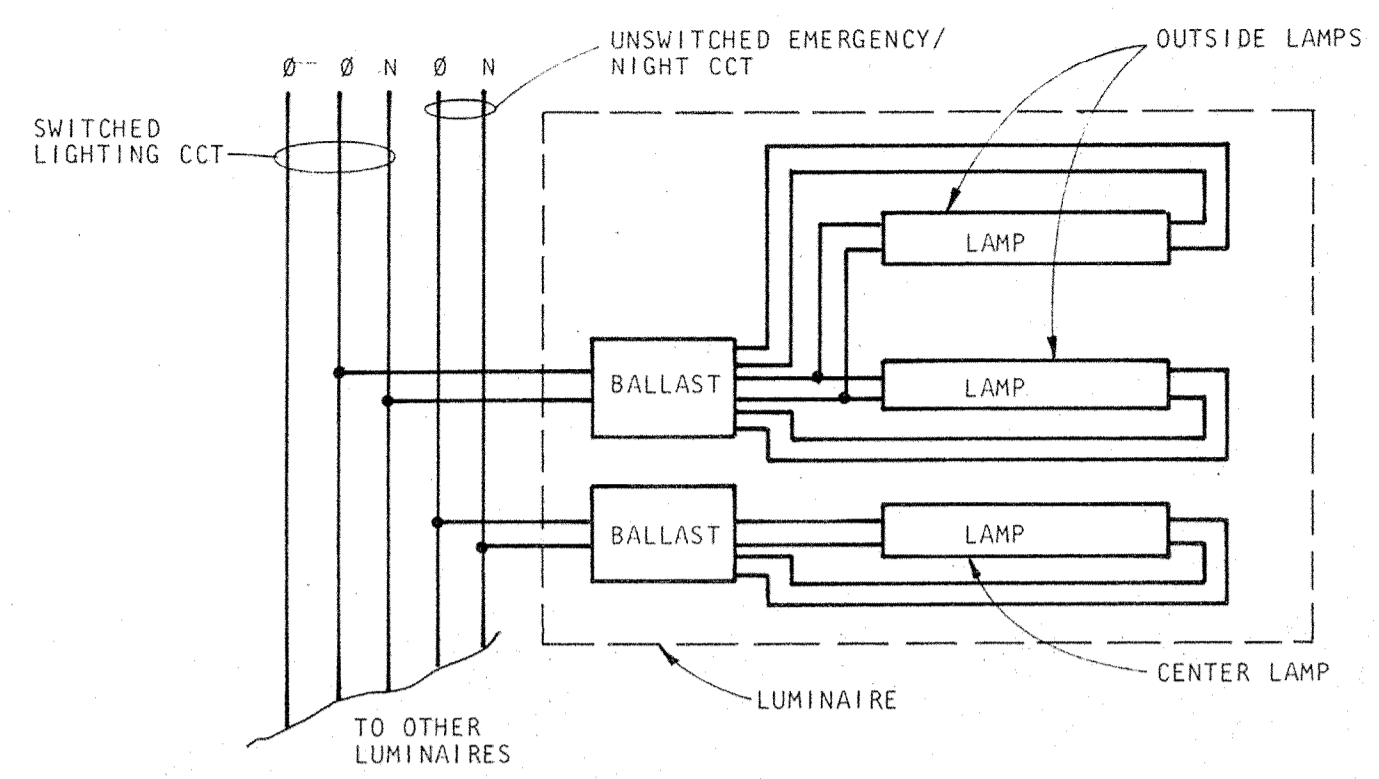 UNSWITCHED EMERGENCY/
NIGHT CCT
OUTSIDE LAMPS
Ø Ø N Ø N
SWITCHED
LIGHTING CCT
LAMP
BALLAST
LAMP
BALLAST
LAMP
CENTER LAMP
LUMINAIRE
TO OTHER
LUMINAIRES